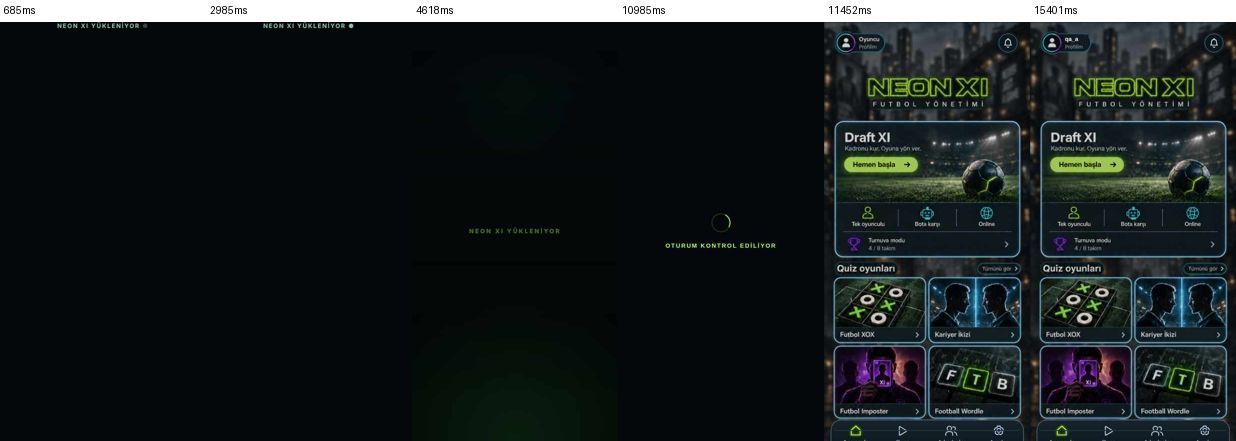 685ms
2985ms
4618ms
10985ms
11452ms
15401ms
NEON XI YÜKLENİYOR
NEON XI YÜKLENİYOR
NEON XI YÜKLENİYOR
OTURUM KONTROL EDİLİYOR
Oyuncu
Profilim
NEON XI
FUTBOL YÖNETİMİ
Draft XI
Kadronu kur. Oyuna yön ver.
Hemen başla
Tek oyunculu
Bota karşı
Online
Turnuva modu
4 / 8 takım
Quiz oyunları
Tümünü gör
Futbol XOX
Kariyer İkizi
XI
F T B
Futbol Imposter
Football Wordle
qa_a
Profilim
NEON XI
FUTBOL YÖNETİMİ
Draft XI
Kadronu kur. Oyuna yön ver.
Hemen başla
Tek oyunculu
Bota karşı
Online
Turnuva modu
4 / 8 takım
Quiz oyunları
Tümünü gör
Futbol XOX
Kariyer İkizi
XI
F T B
Futbol Imposter
Football Wordle